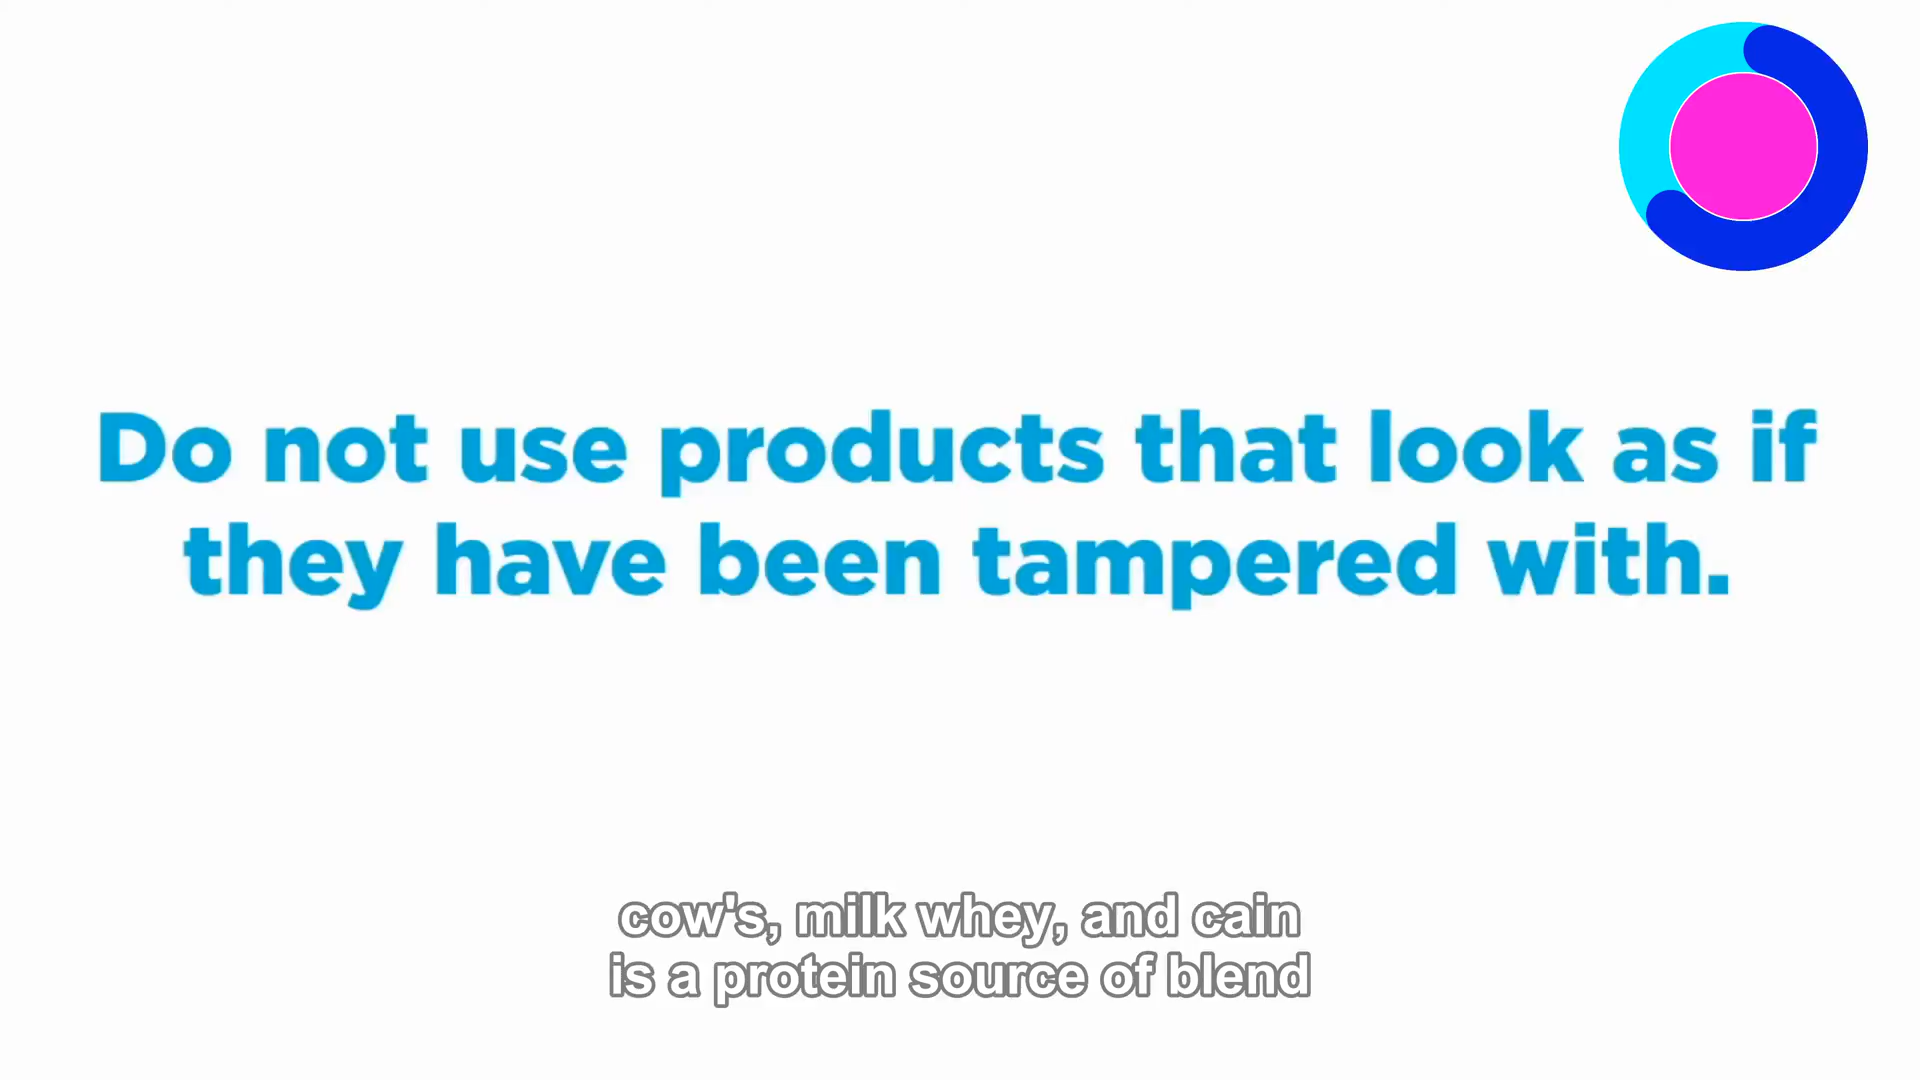 Do not use products that look as if
they have been tampered with.
cow's, milk whey, and cain
is a protein source of blend